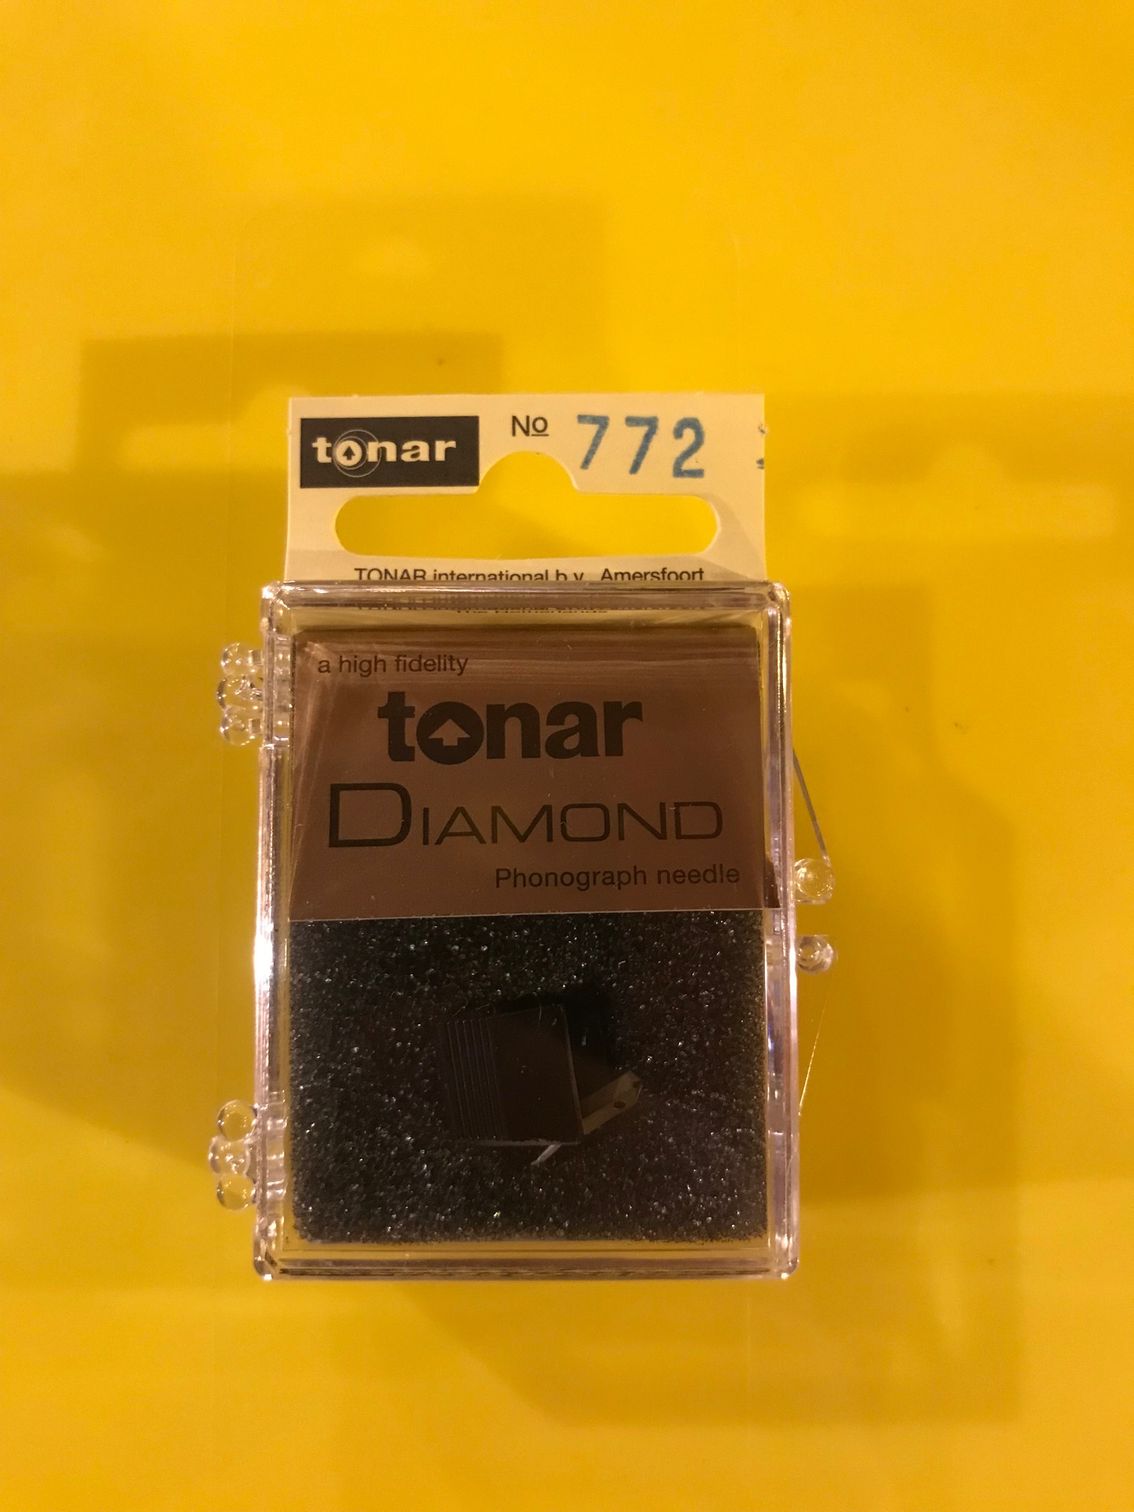 tonar No 772
TONAR international b.v. Amersfoort
a high fidelity
tonar
DIAMOND
Phonograph needle